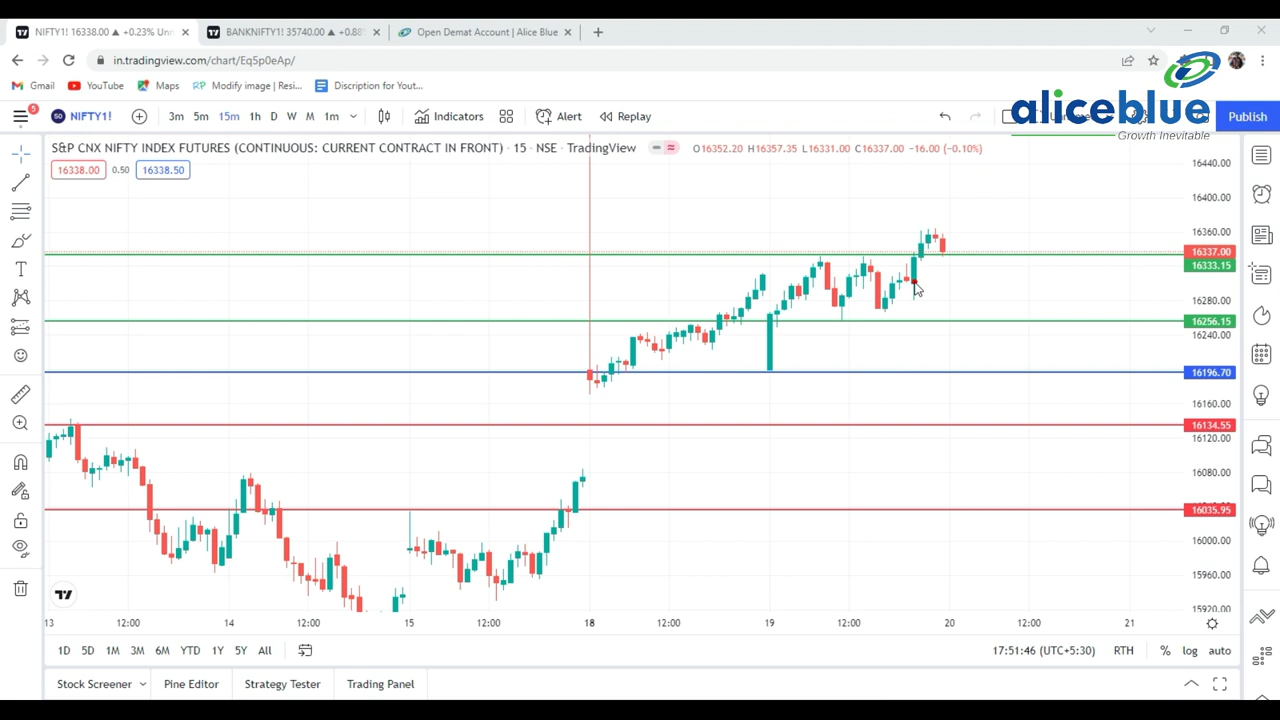 NIFTY1! 16338.00 ▲ +0.23% Unn
BANKNIFTY1! 35740.00 ▲ +0.88%
Open Demat Account | Alice Blue
in.tradingview.com/chart/Eq5p0eAp/
Gmail
YouTube
Maps
Modify image | Resi...
Discription for Yout...
aliceblue
Growth Inevitable
5
NIFTY1!
3m 5m 15m 1h D W M 1m
Indicators
Alert
Replay
Publish
S&P CNX NIFTY INDEX FUTURES (CONTINUOUS: CURRENT CONTRACT IN FRONT) · 15 · NSE · TradingView
O16352.20 H16357.35 L16331.00 C16337.00 −16.00 (−0.10%)
16338.00 0.50 16338.50
16440.00
16400.00
16360.00
16337.00
16333.15
16280.00
16256.15
16240.00
16196.70
16160.00
16134.55
16120.00
16080.00
16035.95
16000.00
15960.00
15920.00
13 12:00 14 12:00 15 12:00 18 12:00 19 12:00 20 12:00 21
1D 5D 1M 3M 6M YTD 1Y 5Y All
17:51:46 (UTC+5:30) RTH % log auto
Stock Screener Pine Editor Strategy Tester Trading Panel